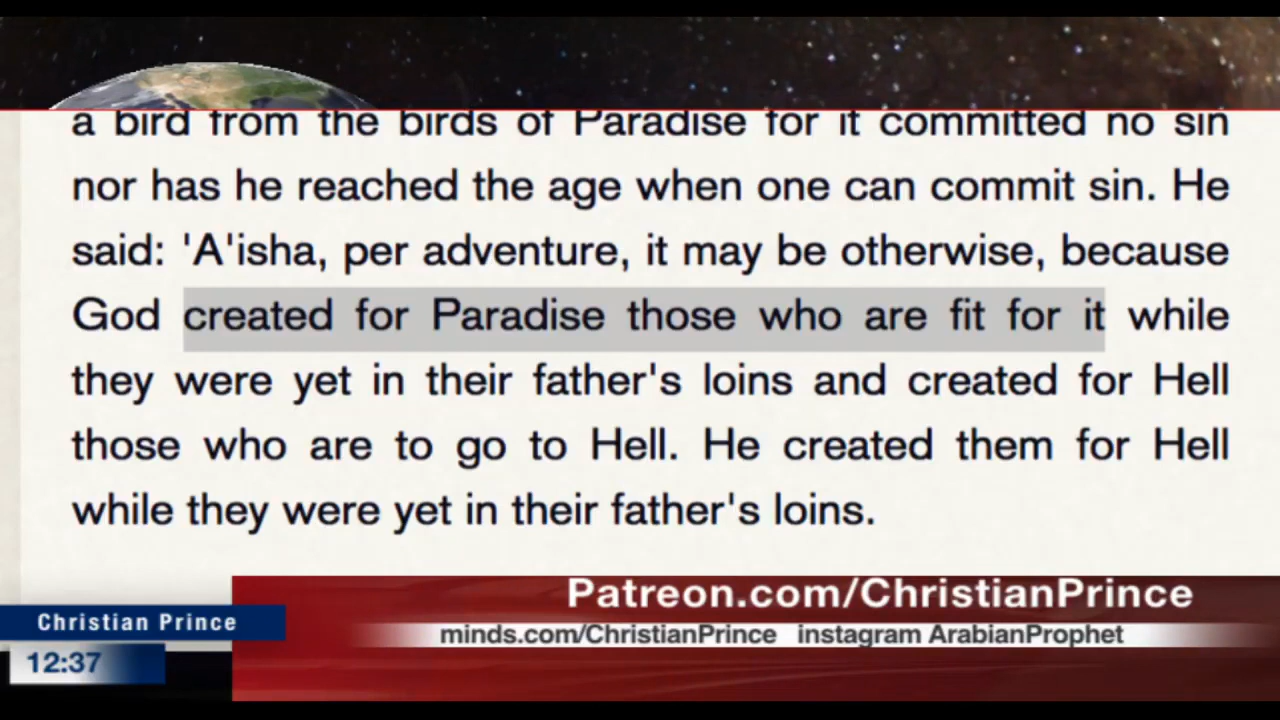 a bird from the birds of Paradise for it committed no sin
nor has he reached the age when one can commit sin. He
said: 'A'isha, per adventure, it may be otherwise, because
God created for Paradise those who are fit for it while
they were yet in their father's loins and created for Hell
those who are to go to Hell. He created them for Hell
while they were yet in their father's loins.
Patreon.com/ChristianPrince
Christian Prince
minds.com/ChristianPrince instagram ArabianProphet
12:37